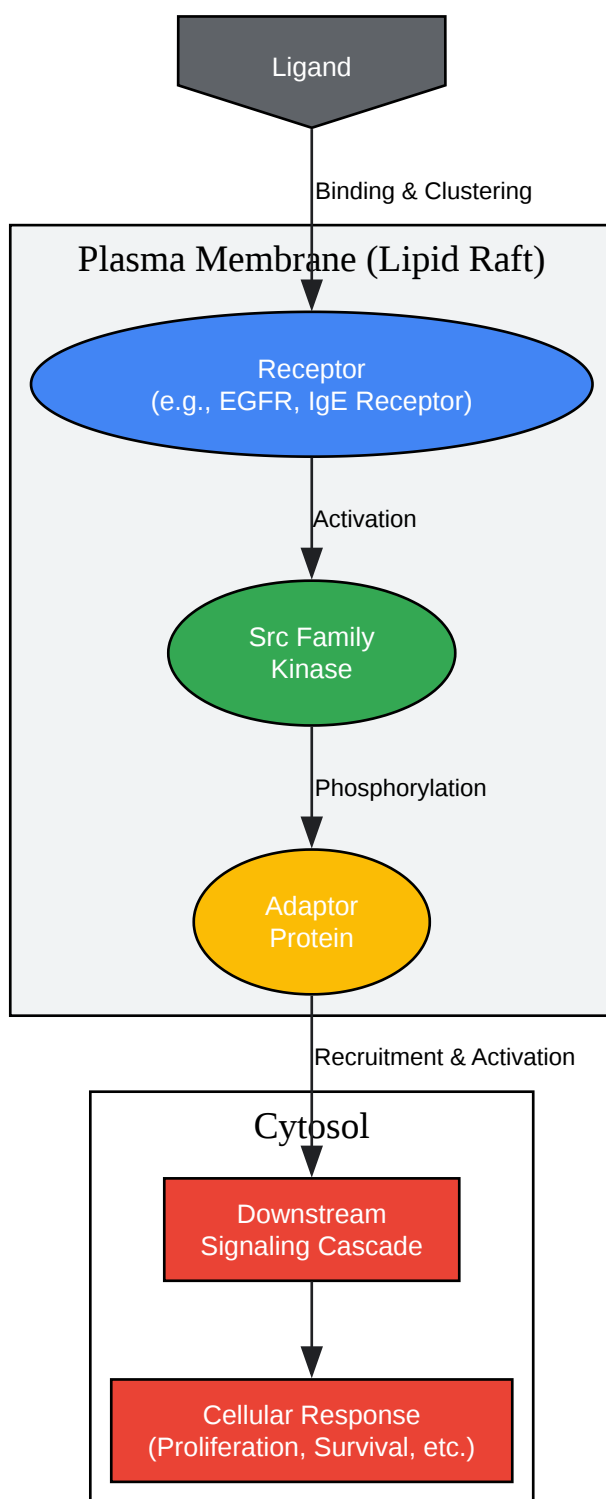 Ligand
Binding & Clustering
Plasma Membrane (Lipid Raft)
Receptor
(e.g., EGFR, IgE Receptor)
Activation
Src Family
Kinase
Phosphorylation
Adaptor
Protein
Recruitment & Activation
Cytosol
Downstream
Signaling Cascade
Cellular Response
(Proliferation, Survival, etc.)